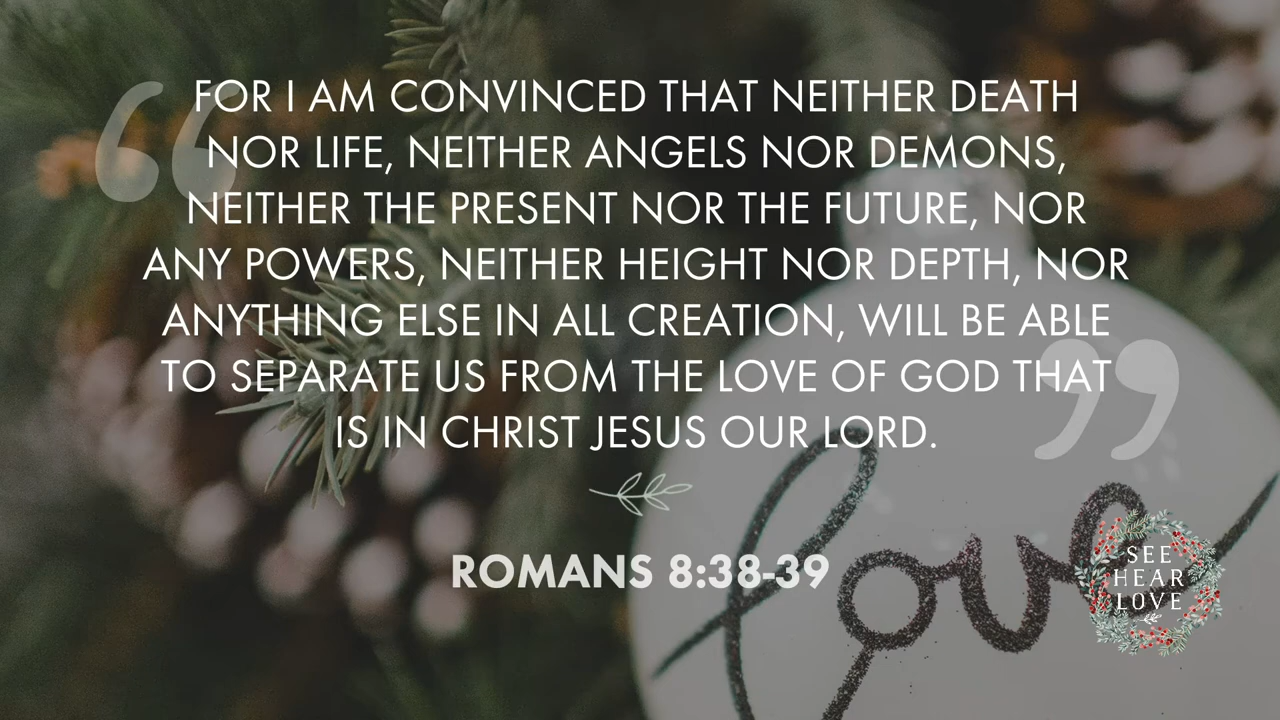 “
FOR I AM CONVINCED THAT NEITHER DEATH
NOR LIFE, NEITHER ANGELS NOR DEMONS,
NEITHER THE PRESENT NOR THE FUTURE, NOR
ANY POWERS, NEITHER HEIGHT NOR DEPTH, NOR
ANYTHING ELSE IN ALL CREATION, WILL BE ABLE
TO SEPARATE US FROM THE LOVE OF GOD THAT
IS IN CHRIST JESUS OUR LORD.
”
ROMANS 8:38-39
love
SEE
HEAR
LOVE